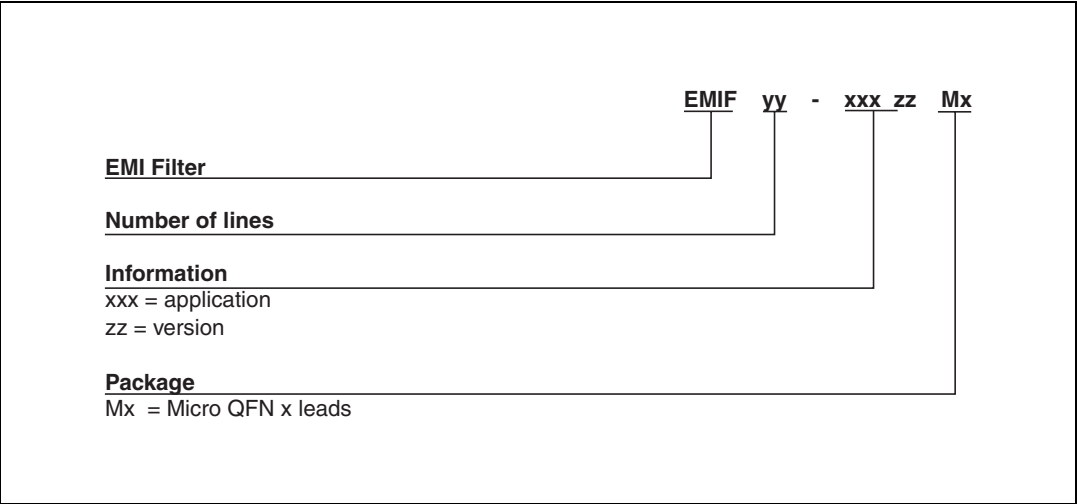 EMIF yy - xxx zz Mx
EMI Filter
Number of lines
Information
xxx = application
zz = version
Package
Mx = Micro QFN x leads